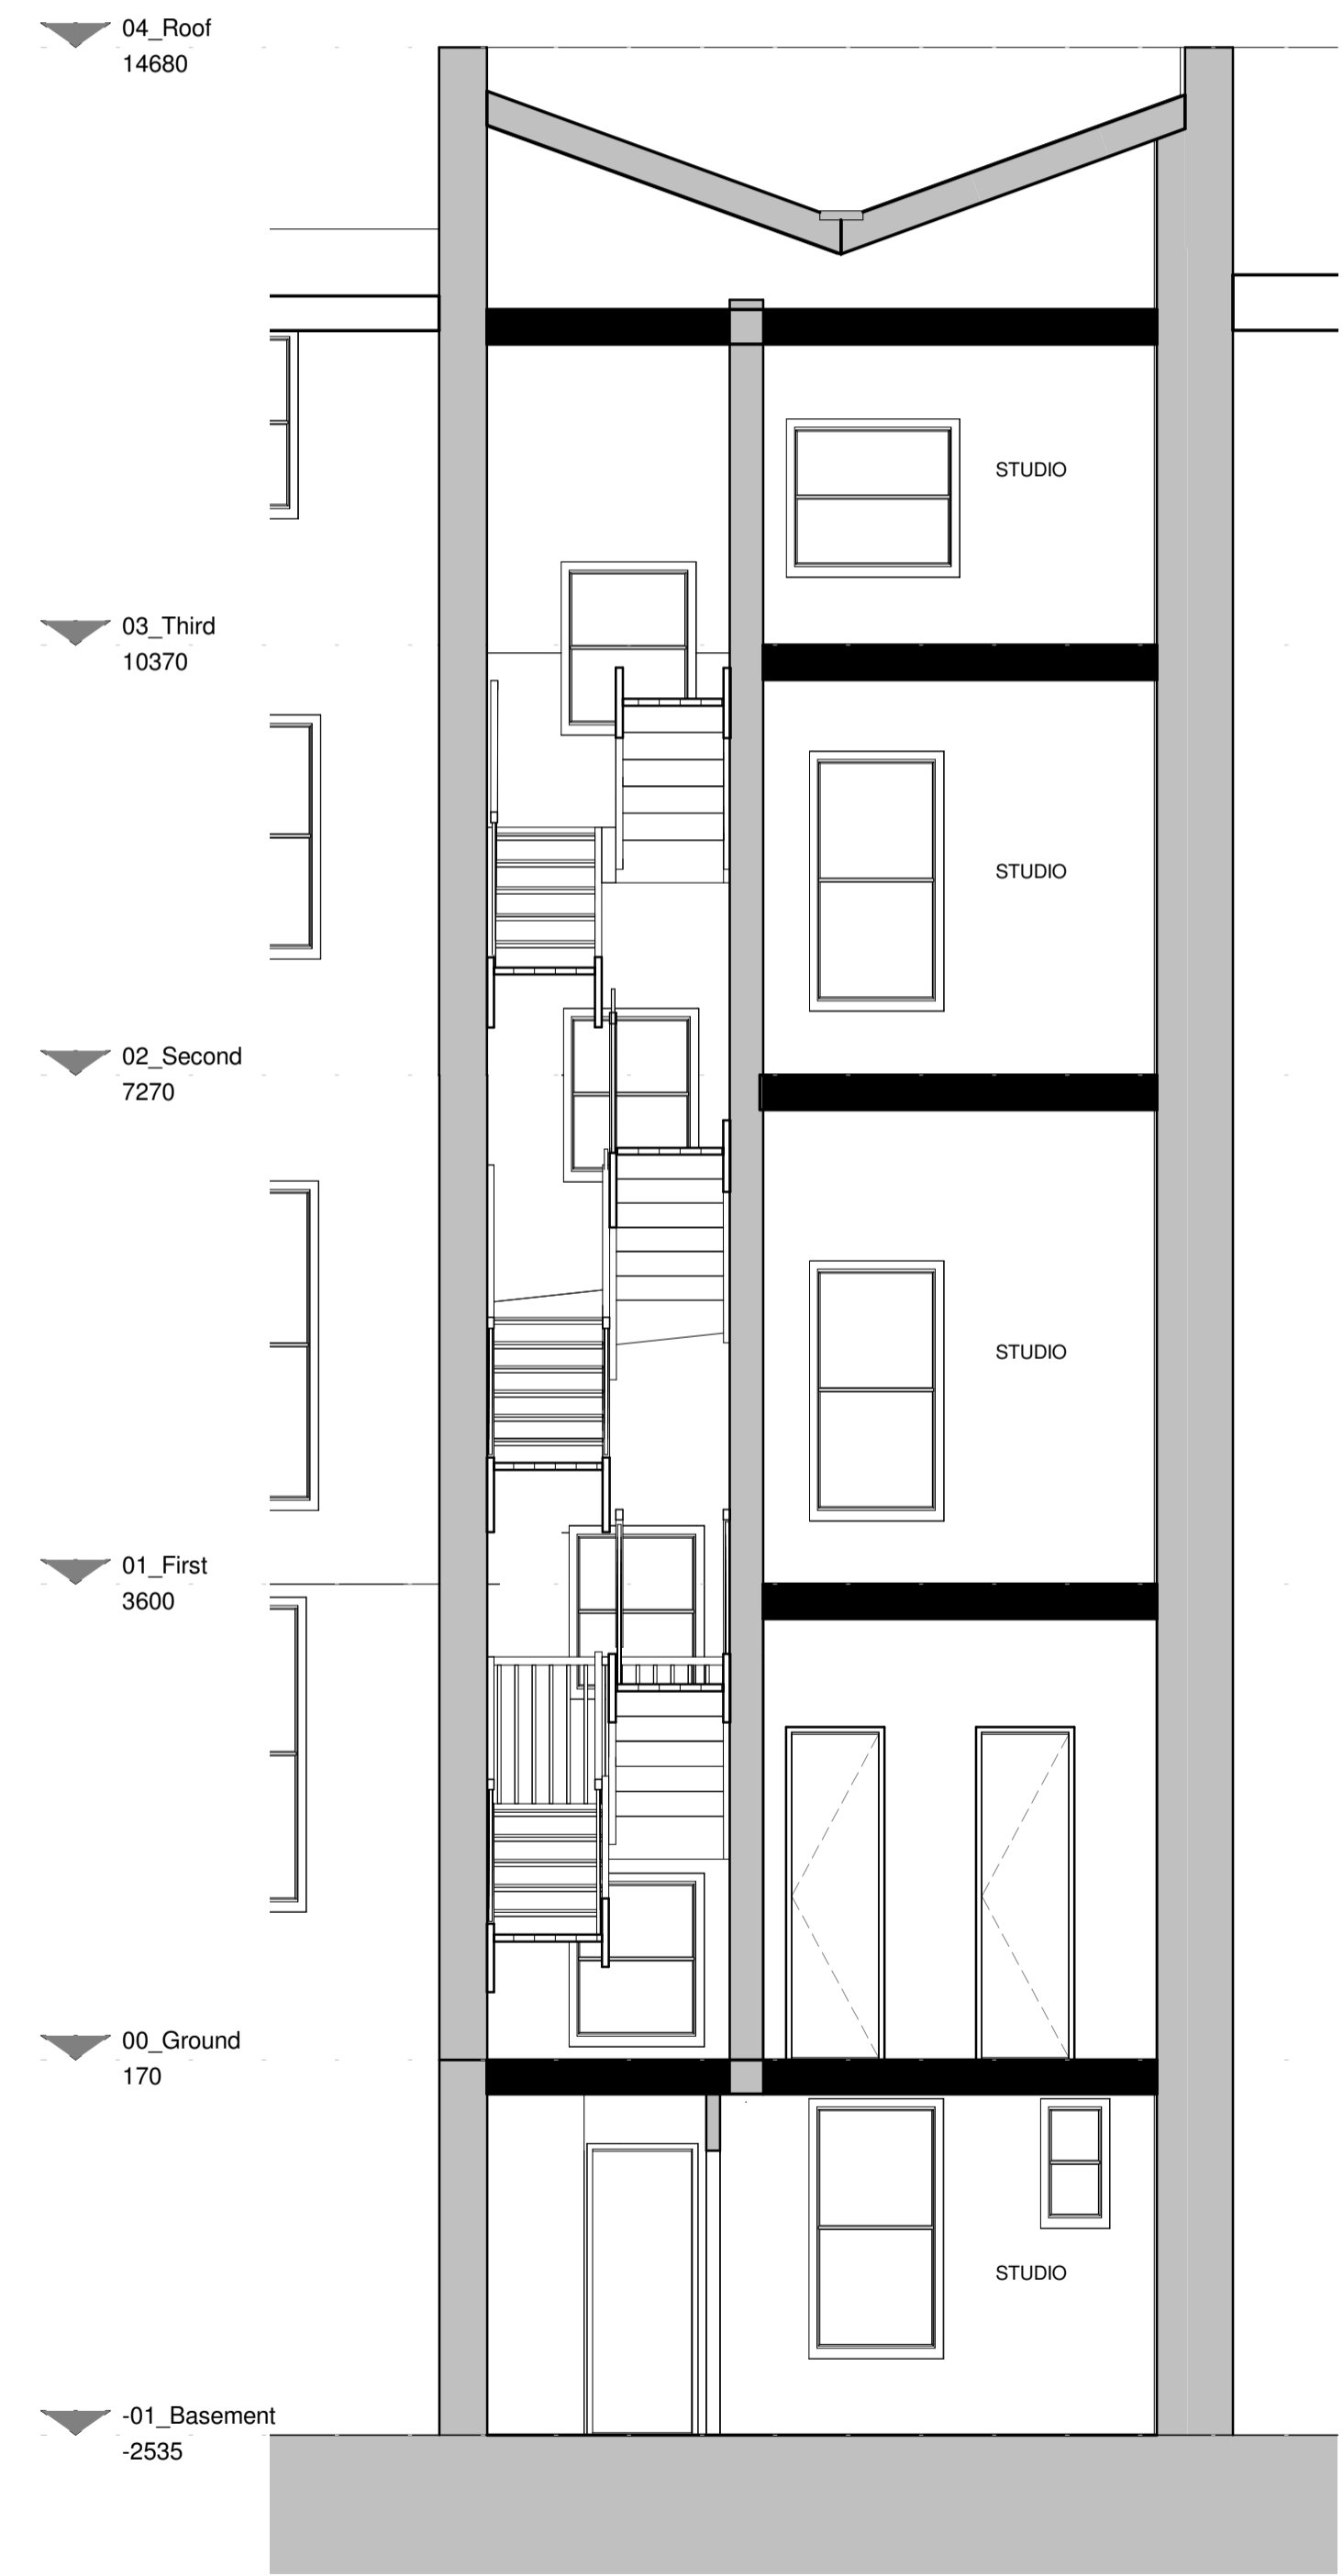 04_Roof
14680
STUDIO
03_Third
10370
STUDIO
02_Second
7270
STUDIO
01_First
3600
00_Ground
170
STUDIO
-01_Basement
-2535